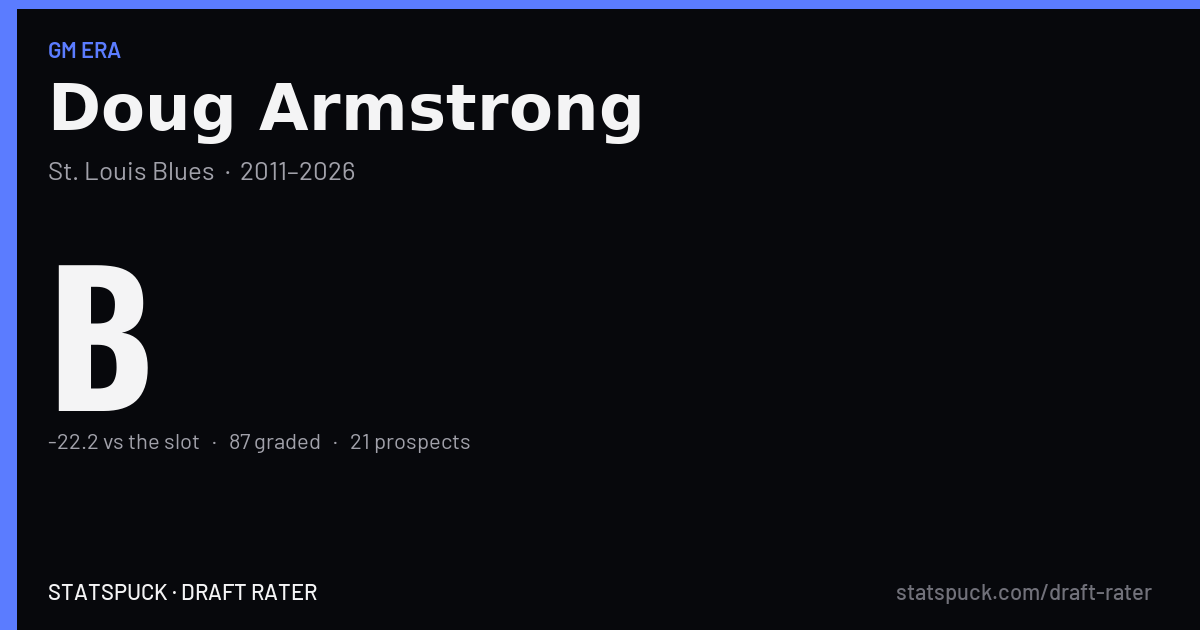 GM ERA
Doug Armstrong
St. Louis Blues · 2011–2026
B
-22.2 vs the slot · 87 graded · 21 prospects
STATSPUCK · DRAFT RATER
statspuck.com/draft-rater